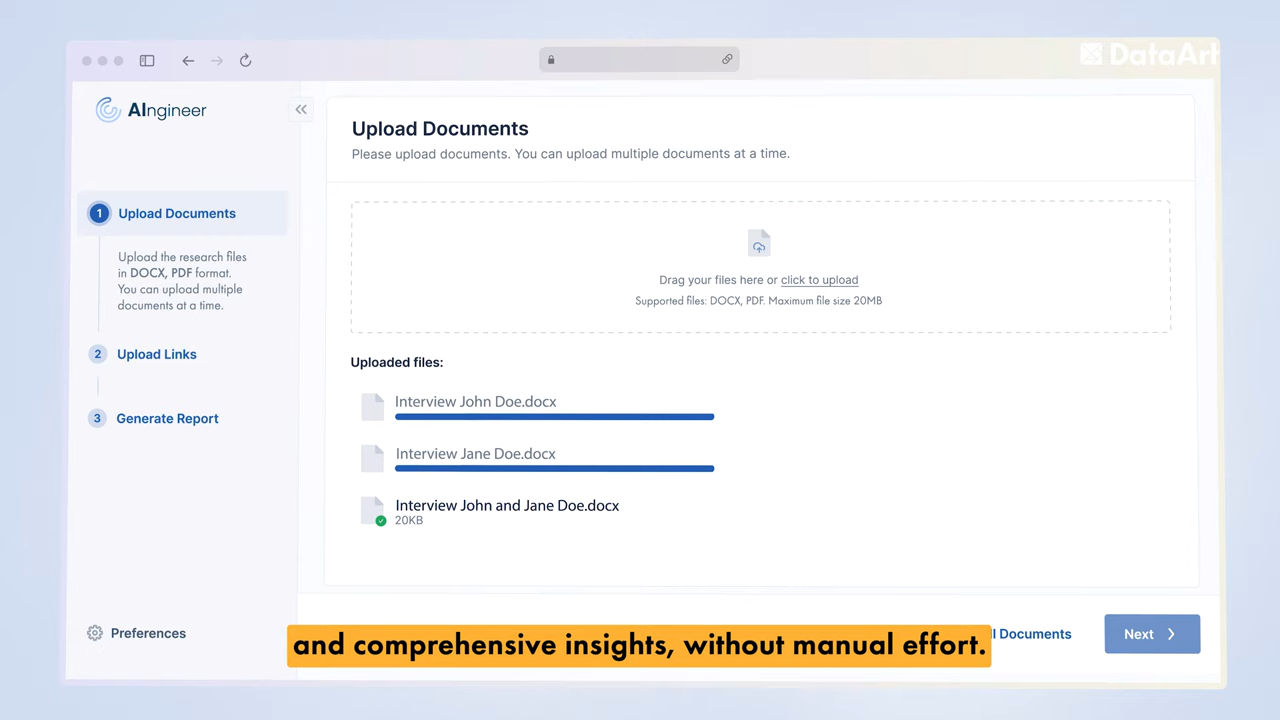 DataArt
AIngineer
Upload Documents
Please upload documents. You can upload multiple documents at a time.
1 Upload Documents
Upload the research files
in DOCX, PDF format.
You can upload multiple
documents at a time.
2 Upload Links
3 Generate Report
Drag your files here or click to upload
Supported files: DOCX, PDF. Maximum file size 20MB
Uploaded files:
Interview John Doe.docx
Interview Jane Doe.docx
Interview John and Jane Doe.docx
20KB
Preferences
Documents
Next
and comprehensive insights, without manual effort.